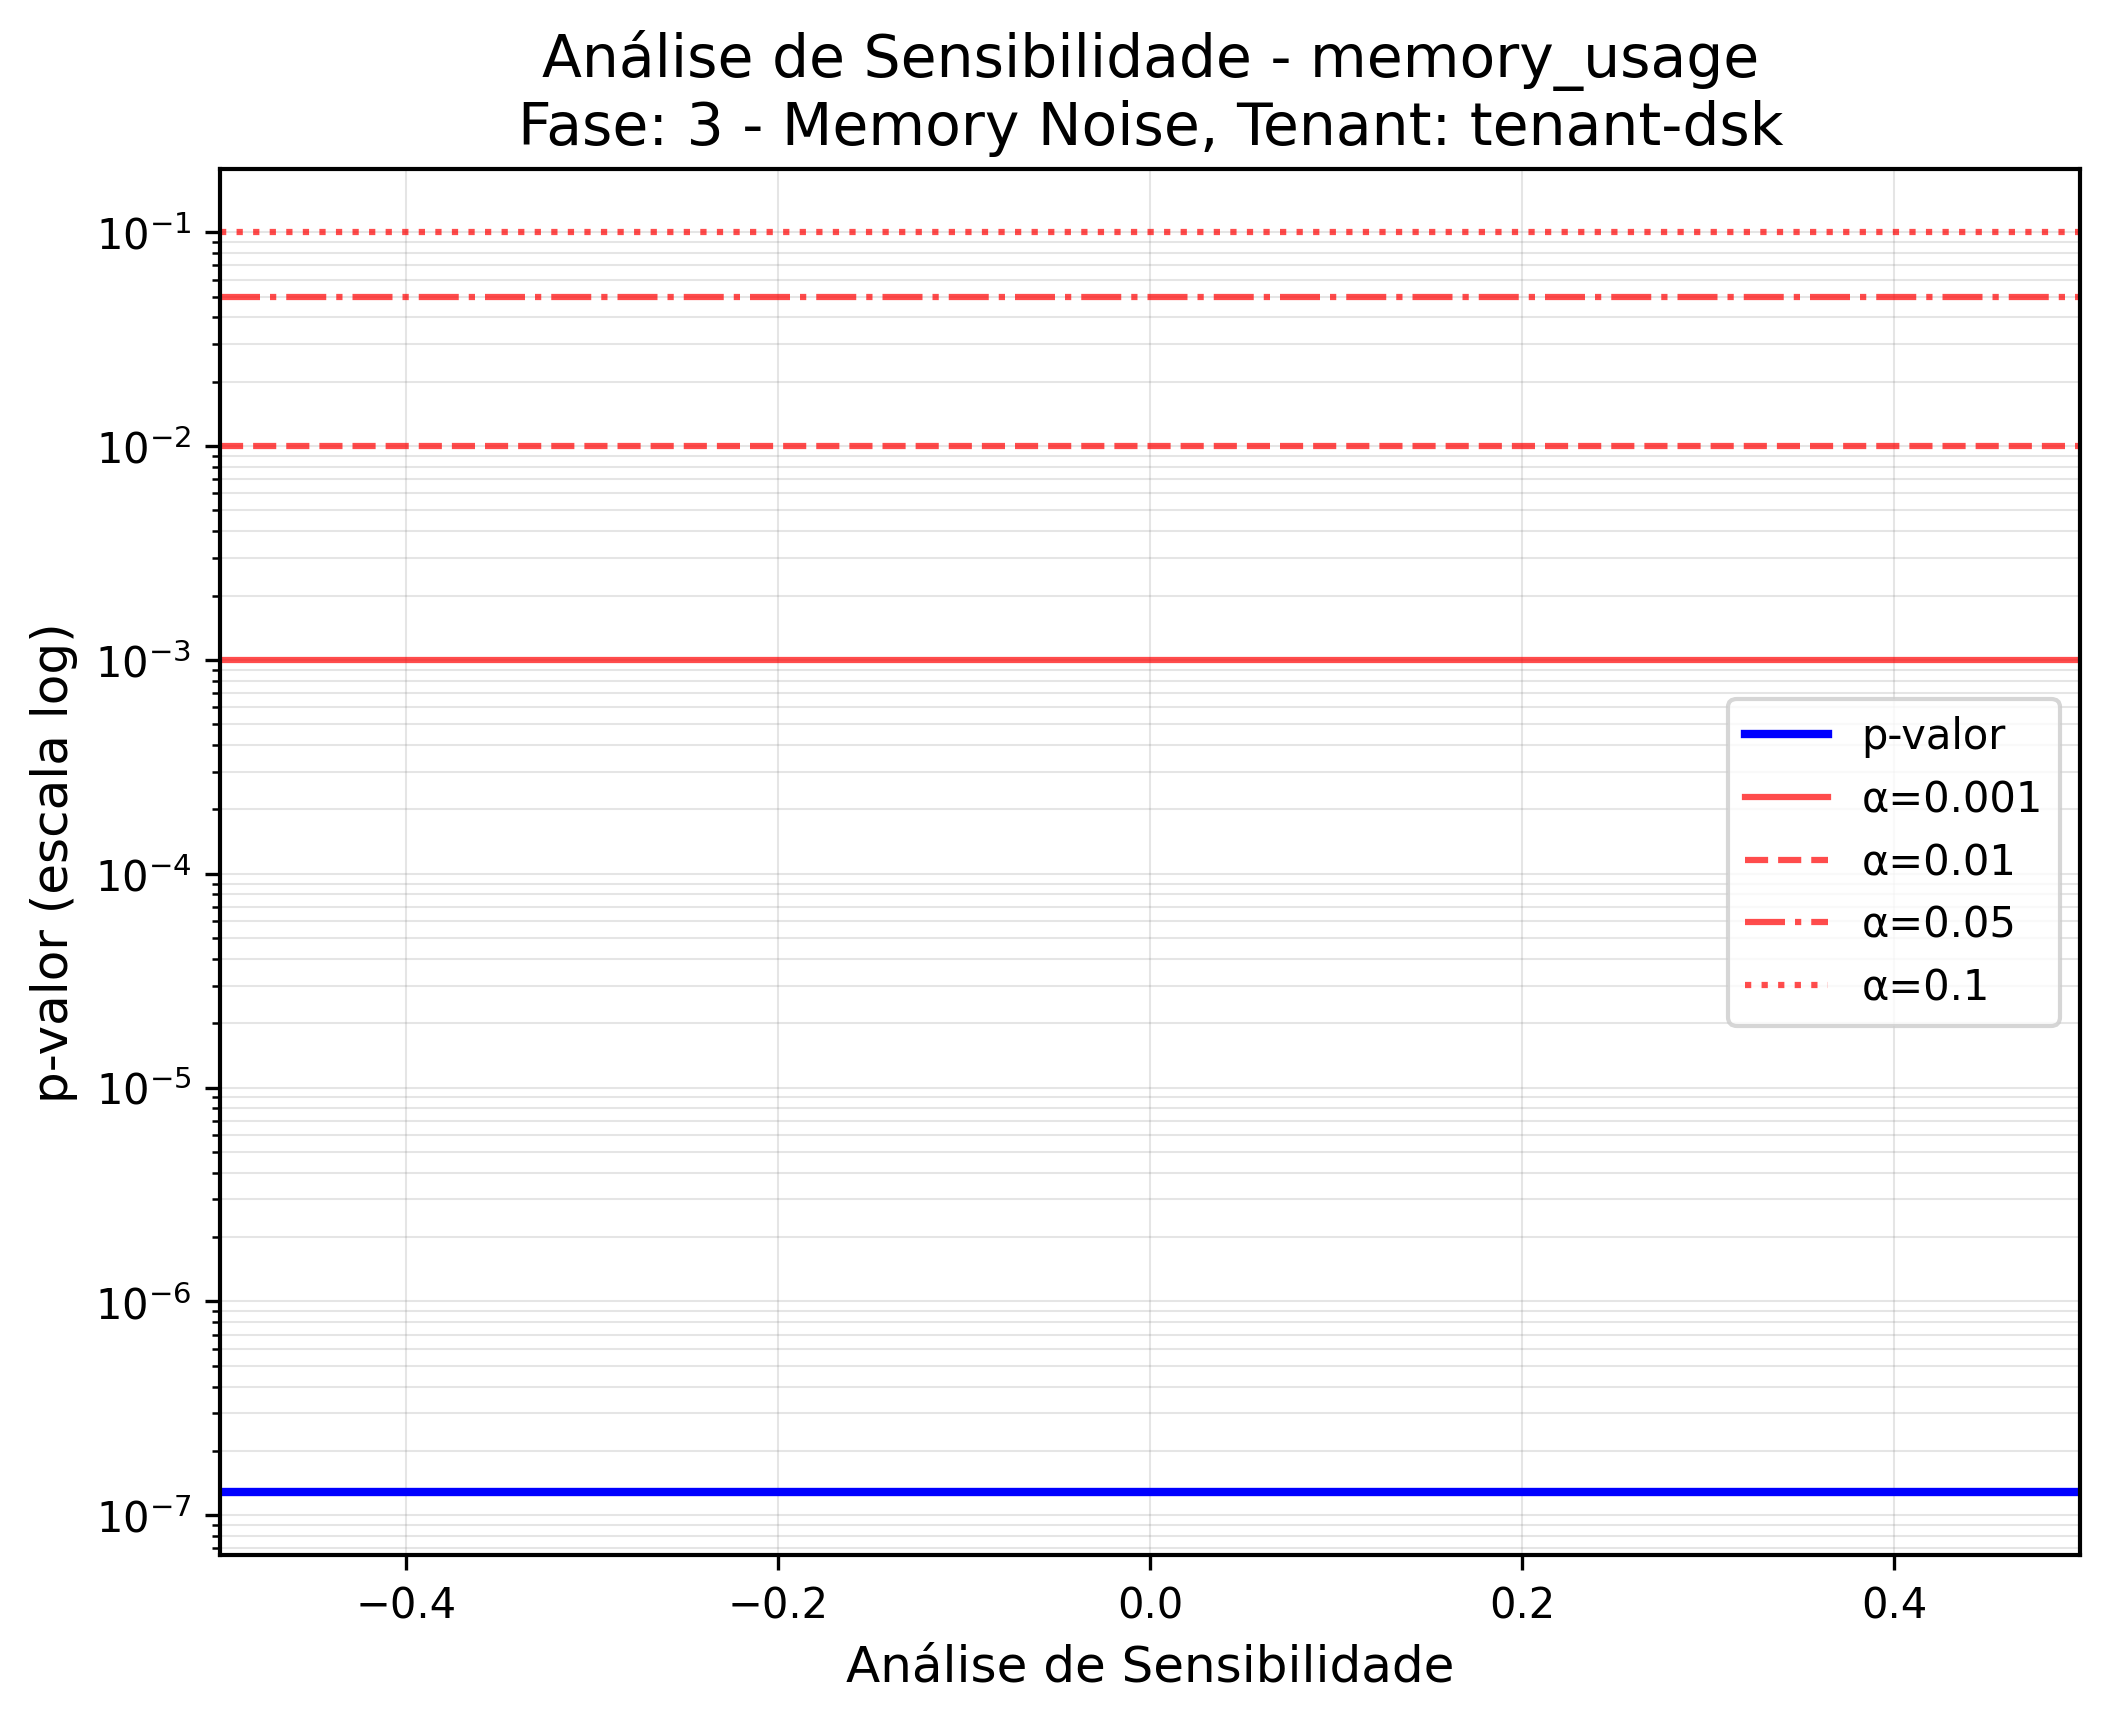 Análise de Sensibilidade - memory_usage
Fase: 3 - Memory Noise, Tenant: tenant-dsk
p-valor (escala log)
10⁻¹
10⁻²
10⁻³
10⁻⁴
10⁻⁵
10⁻⁶
10⁻⁷
p-valor
α=0.001
α=0.01
α=0.05
α=0.1
−0.4 −0.2 0.0 0.2 0.4
Análise de Sensibilidade